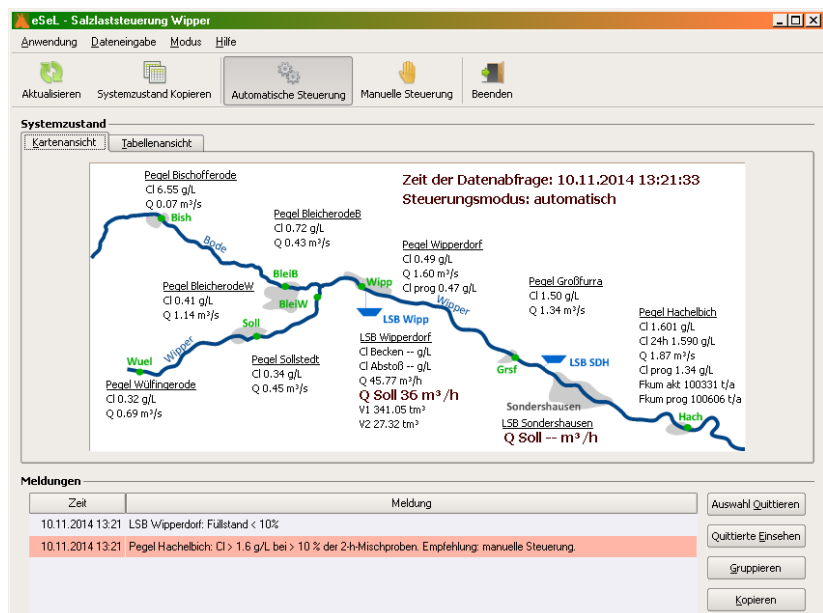 eSeL - Salzlaststeuerung Wipper
Anwendung Dateneingabe Modus Hilfe
Aktualisieren Systemzustand Kopieren Automatische Steuerung Manuelle Steuerung Beenden
Systemzustand
Kartenansicht Tabellenansicht
Zeit der Datenabfrage: 10.11.2014 13:21:33
Steuerungsmodus: automatisch
Pegel Bischofferode
Cl 6.55 g/L
Q 0.07 m³/s
Bish
Bode
Pegel BleicherodeB
Cl 0.72 g/L
Q 0.43 m³/s
BleiB
Pegel BleicherodeW
Cl 0.41 g/L
Q 1.14 m³/s
BleiW
Soll
Pegel Sollstedt
Cl 0.34 g/L
Q 0.45 m³/s
Wuel
Wipper
Pegel Wülfingerode
Cl 0.32 g/L
Q 0.69 m³/s
Pegel Wipperdorf
Cl 0.49 g/L
Q 1.60 m³/s
Cl prog 0.47 g/L
Wipp
Wipper
LSB Wipp
LSB Wipperdorf
Cl Becken -- g/L
Cl Abstoß -- g/L
Q 45.77 m³/h
Q Soll 36 m³/h
V1 341.05 tm³
V2 27.32 tm³
Pegel Großfurra
Cl 1.50 g/L
Q 1.34 m³/s
Grsf
LSB SDH
Sondershausen
LSB Sondershausen
Q Soll -- m³/h
Pegel Hachelbich
Cl 1.601 g/L
Cl 24h 1.590 g/L
Q 1.87 m³/s
Cl prog 1.34 g/L
Fkum akt 100331 t/a
Fkum prog 100606 t/a
Hach
Meldungen
Zeit Meldung
10.11.2014 13:21 LSB Wipperdorf: Füllstand < 10%
10.11.2014 13:21 Pegel Hachelbich: Cl > 1.6 g/L bei > 10 % der 2-h-Mischproben. Empfehlung: manuelle Steuerung.
Auswahl Quittieren
Quittierte Einsehen
Gruppieren
Kopieren